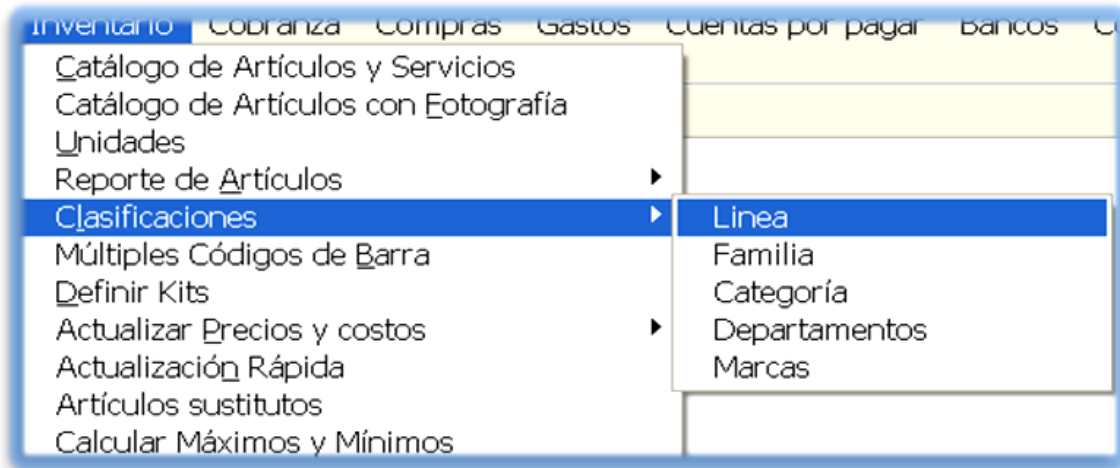 Inventario Cobranza Compras Gastos Cuentas por pagar Bancos
Catálogo de Artículos y Servicios
Catálogo de Artículos con Fotografía
Unidades
Reporte de Artículos
Clasificaciones
Linea
Múltiples Códigos de Barra
Familia
Definir Kits
Categoría
Actualizar Precios y costos
Departamentos
Actualización Rápida
Marcas
Artículos sustitutos
Calcular Máximos y Mínimos